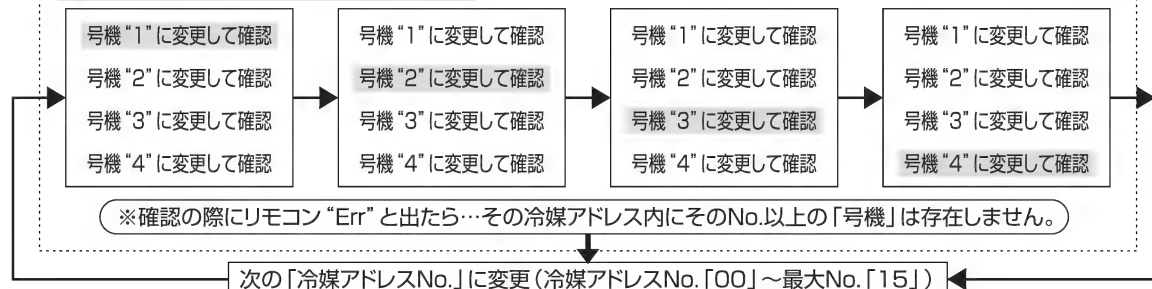 号機“1”に変更して確認
号機“2”に変更して確認
号機“3”に変更して確認
号機“4”に変更して確認
号機“1”に変更して確認
号機“2”に変更して確認
号機“3”に変更して確認
号機“4”に変更して確認
号機“1”に変更して確認
号機“2”に変更して確認
号機“3”に変更して確認
号機“4”に変更して確認
号機“1”に変更して確認
号機“2”に変更して確認
号機“3”に変更して確認
号機“4”に変更して確認
※確認の際にリモコン“Err”と出たら…その冷媒アドレス内にそのNo.以上の「号機」は存在しません。
次の「冷媒アドレスNo.」に変更（冷媒アドレスNo.「00」～最大No.「15」）